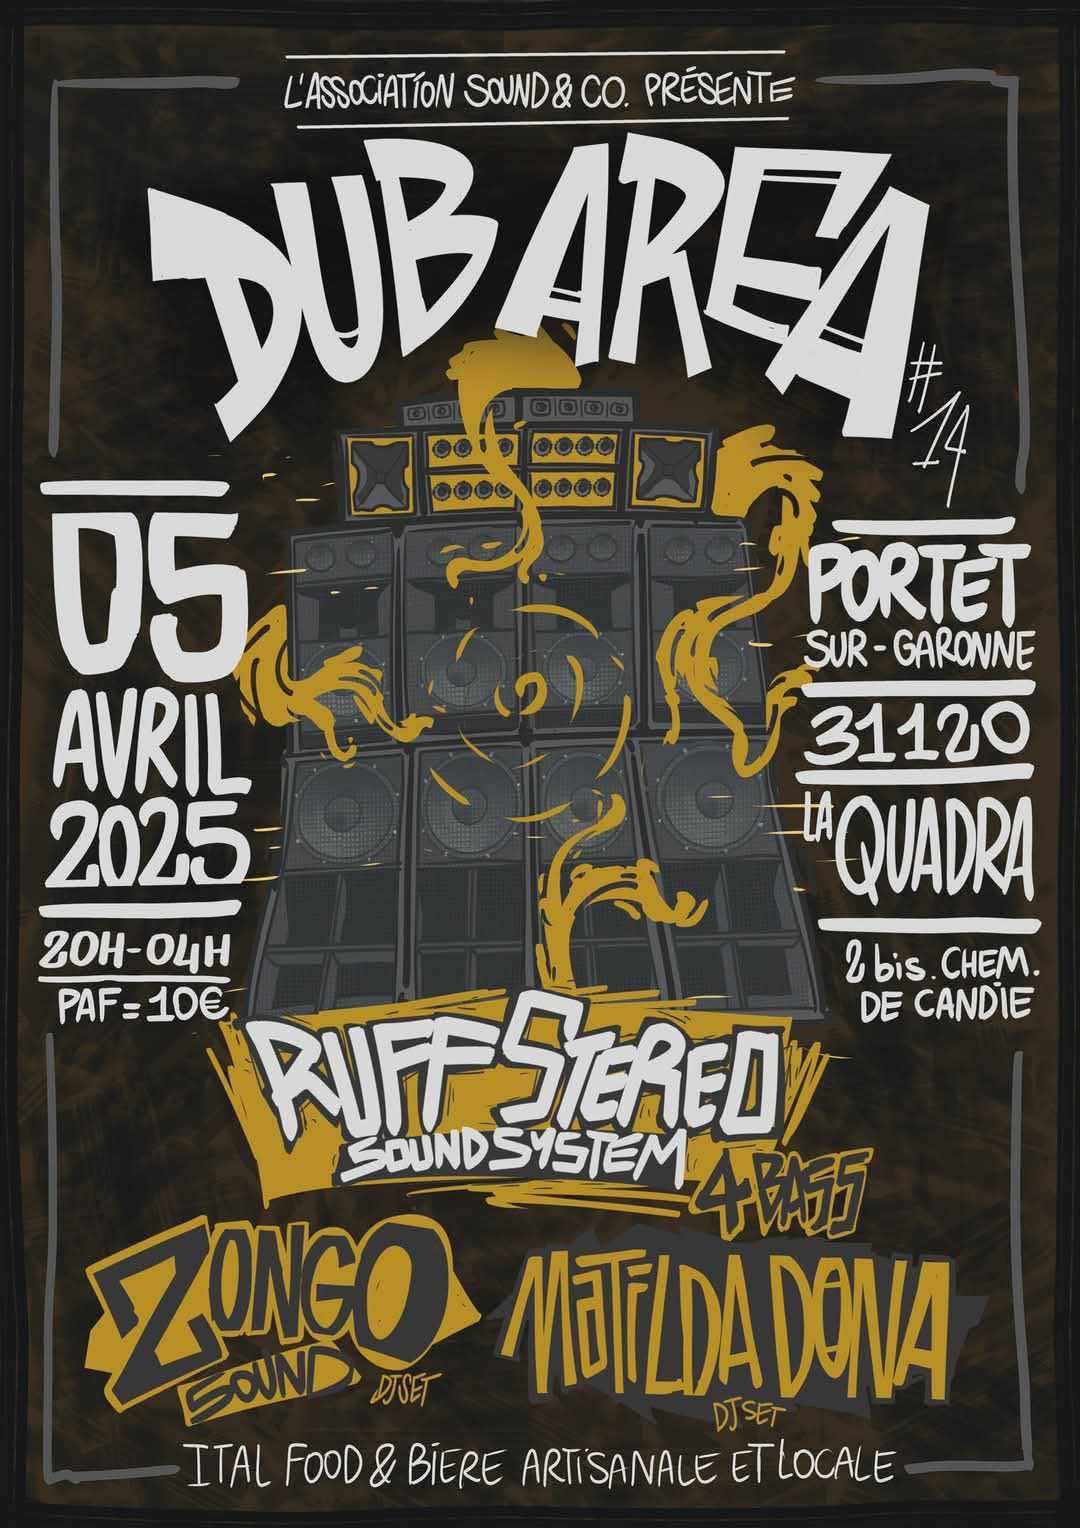 L'ASSOCIATION SOUND & CO. PRÉSENTE
DUB AREA
#14
05
AVRIL
2025
20H-04H
PAF=10€
PORTET
SUR-GARONNE
31120
LA QUADRA
2 bis. CHEM.
DE CANDIE
RUFF STEREO
SOUNDSYSTEM
4 BASS
ZONGO
SOUND
DJ SET
MATILDA DONA
DJ SET
ITAL FOOD & BIERE ARTISANALE ET LOCALE